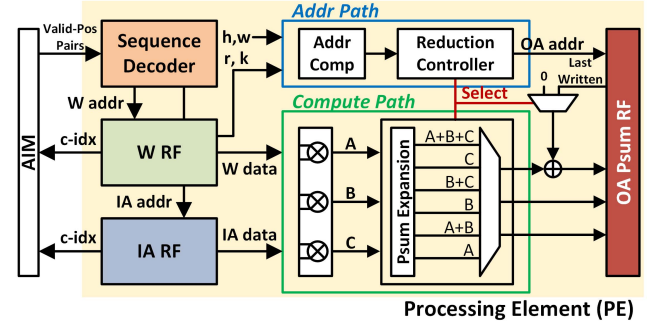 Addr Path
Valid-Pos
Pairs
Sequence
Decoder
h,w
r, k
Addr
Comp
Reduction
Controller
OA addr
Last
Written
0
Select
W addr
Compute Path
AIM
c-idx
W RF
W data
IA addr
c-idx
IA RF
IA data
A
B
C
Psum Expansion
A+B+C
C
B+C
B
A+B
A
OA Psum RF
Processing Element (PE)